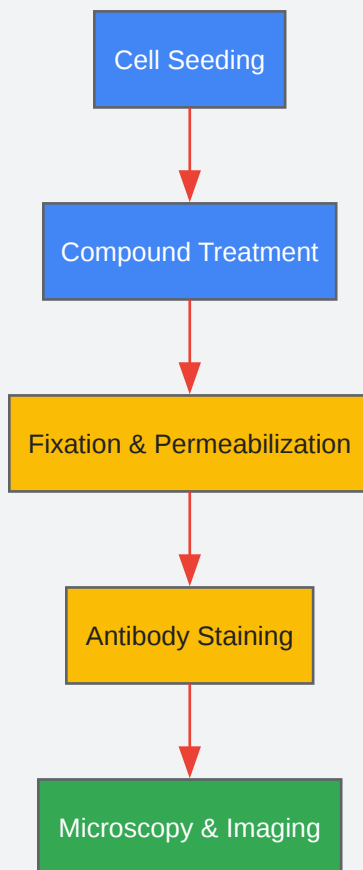 Cell Seeding
Compound Treatment
Fixation & Permeabilization
Antibody Staining
Microscopy & Imaging